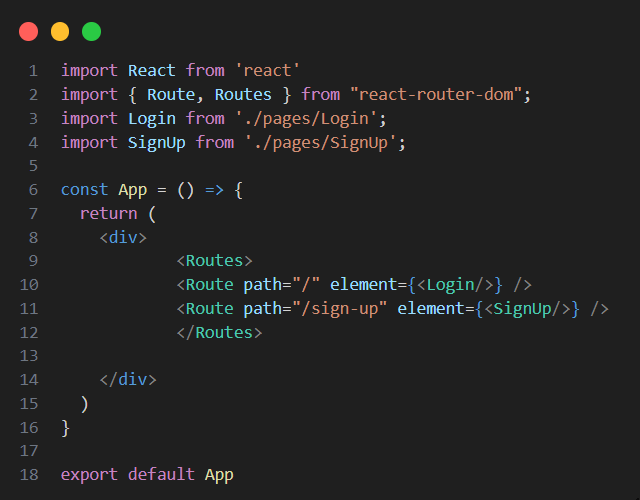 1 import React from 'react'
2 import { Route, Routes } from "react-router-dom";
3 import Login from './pages/Login';
4 import SignUp from './pages/SignUp';
5
6 const App = () => {
7   return (
8     <div>
9             <Routes>
10             <Route path="/" element={<Login/>} />
11             <Route path="/sign-up" element={<SignUp/>} />
12             </Routes>
13
14     </div>
15   )
16 }
17
18 export default App